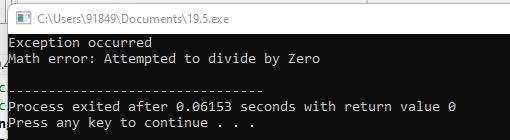 C:\Users\91849\Documents\19.5.exe
Exception occurred
Math error: Attempted to divide by Zero
--------------------------------
Process exited after 0.06153 seconds with return value 0
Press any key to continue . . .